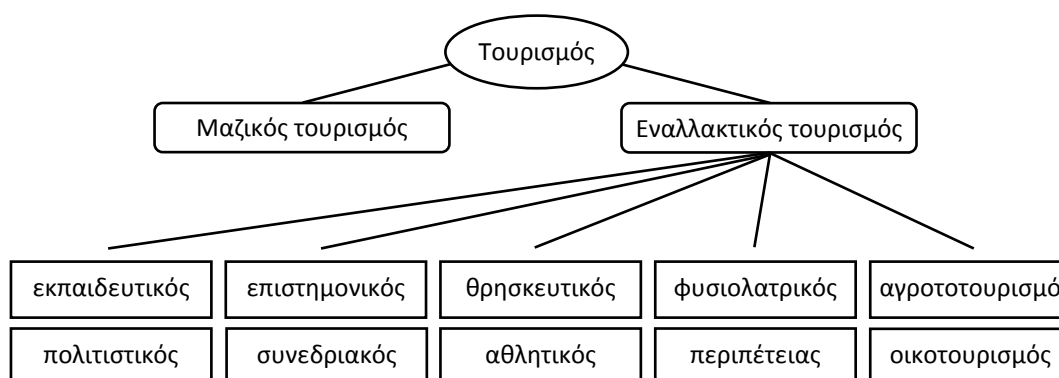 Τουρισμός
Μαζικός τουρισμός Εναλλακτικός τουρισμός
εκπαιδευτικός επιστημονικός θρησκευτικός φυσιολατρικός αγροτοτουρισμό
πολιτιστικός συνεδριακός αθλητικός περιπέτειας οικοτουρισμός